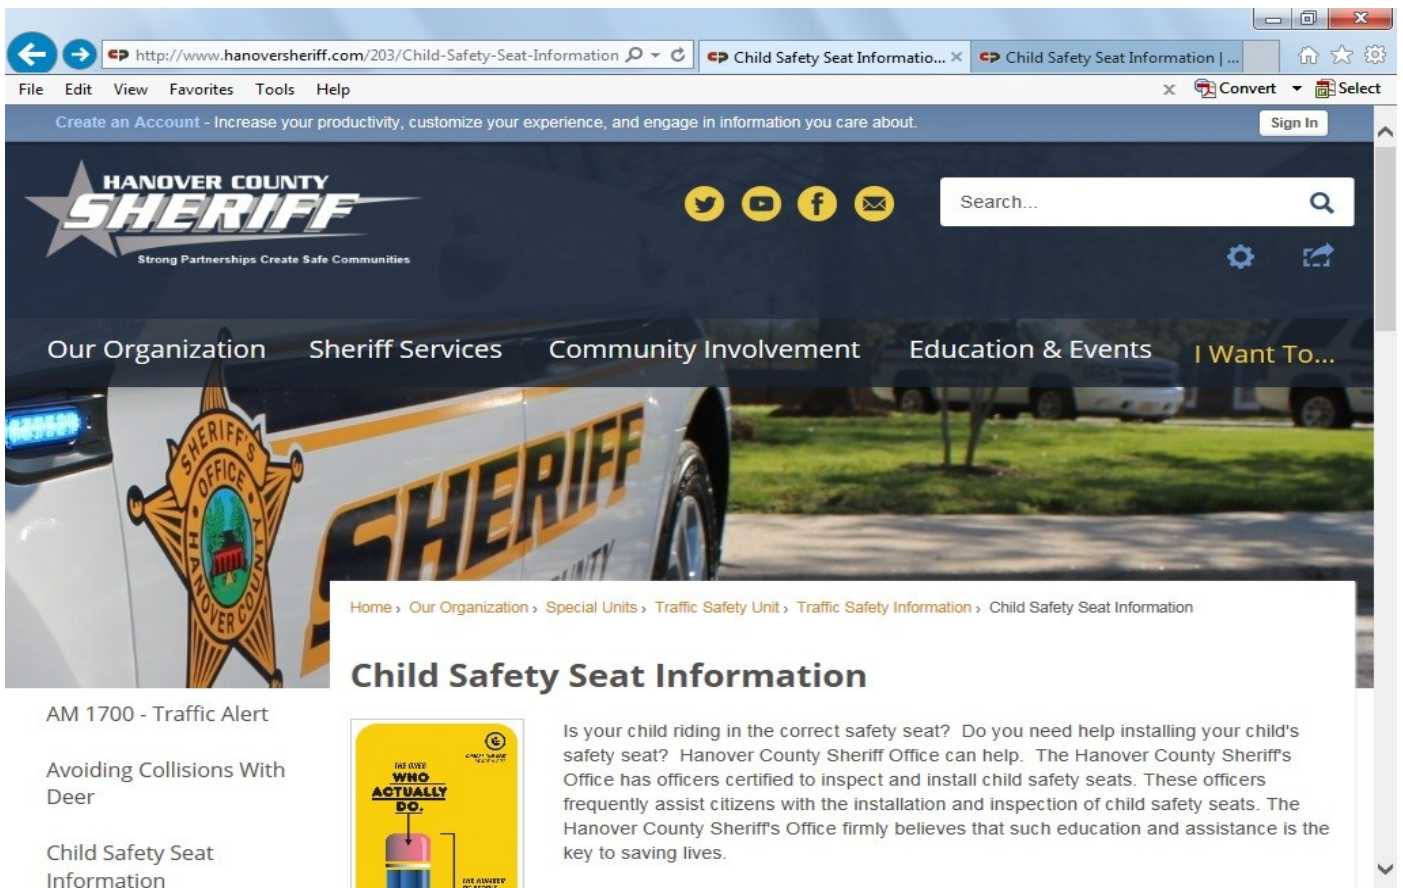 http://www.hanoversheriff.com/203/Child-Safety-Seat-Information
Child Safety Seat Informatio...
Child Safety Seat Information | ...
File Edit View Favorites Tools Help
Convert Select
Create an Account - Increase your productivity, customize your experience, and engage in information you care about.
Sign In
HANOVER COUNTY
SHERIFF
Strong Partnerships Create Safe Communities
Search...
Our Organization
Sheriff Services
Community Involvement
Education & Events
I Want To...
SHERIFF'S
OFFICE
HANOVER COUNTY
SHERIFF
COUNTY
Home › Our Organization › Special Units › Traffic Safety Unit › Traffic Safety Information › Child Safety Seat Information
Child Safety Seat Information
AM 1700 - Traffic Alert
Avoiding Collisions With
Deer
Child Safety Seat
Information
THE ONES
WHO
ACTUALLY
DO.
THE NUMBER
OF PEOPLE
Is your child riding in the correct safety seat? Do you need help installing your child's
safety seat? Hanover County Sheriff Office can help. The Hanover County Sheriff's
Office has officers certified to inspect and install child safety seats. These officers
frequently assist citizens with the installation and inspection of child safety seats. The
Hanover County Sheriff's Office firmly believes that such education and assistance is the
key to saving lives.